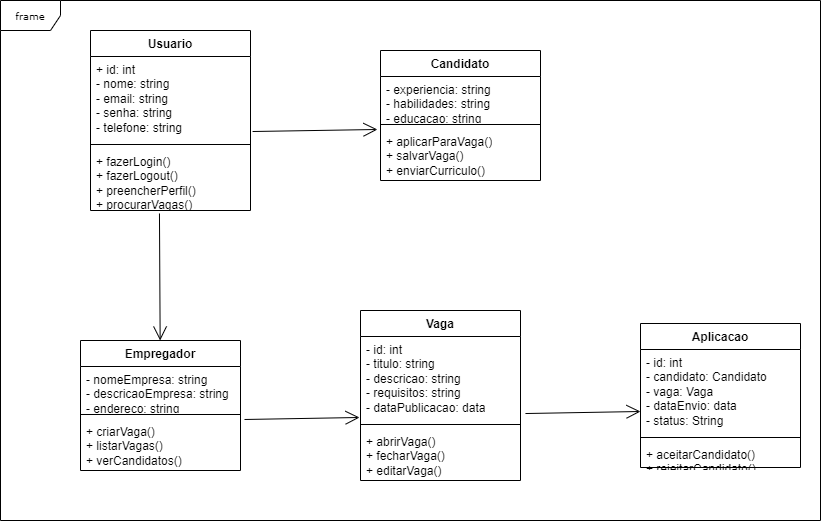 frame
Usuario
+ id: int
- nome: string
- email: string
- senha: string
- telefone: string
+ fazerLogin()
+ fazerLogout()
+ preencherPerfil()
+ procurarVagas()
Candidato
- experiencia: string
- habilidades: string
- educacao: string
+ aplicarParaVaga()
+ salvarVaga()
+ enviarCurriculo()
Empregador
- nomeEmpresa: string
- descricaoEmpresa: string
- endereco: string
+ criarVaga()
+ listarVagas()
+ verCandidatos()
Vaga
- id: int
- titulo: string
- descricao: string
- requisitos: string
- dataPublicacao: data
+ abrirVaga()
+ fecharVaga()
+ editarVaga()
Aplicacao
- id: int
- candidato: Candidato
- vaga: Vaga
- dataEnvio: data
- status: String
+ aceitarCandidato()
+ rejeitarCandidato()